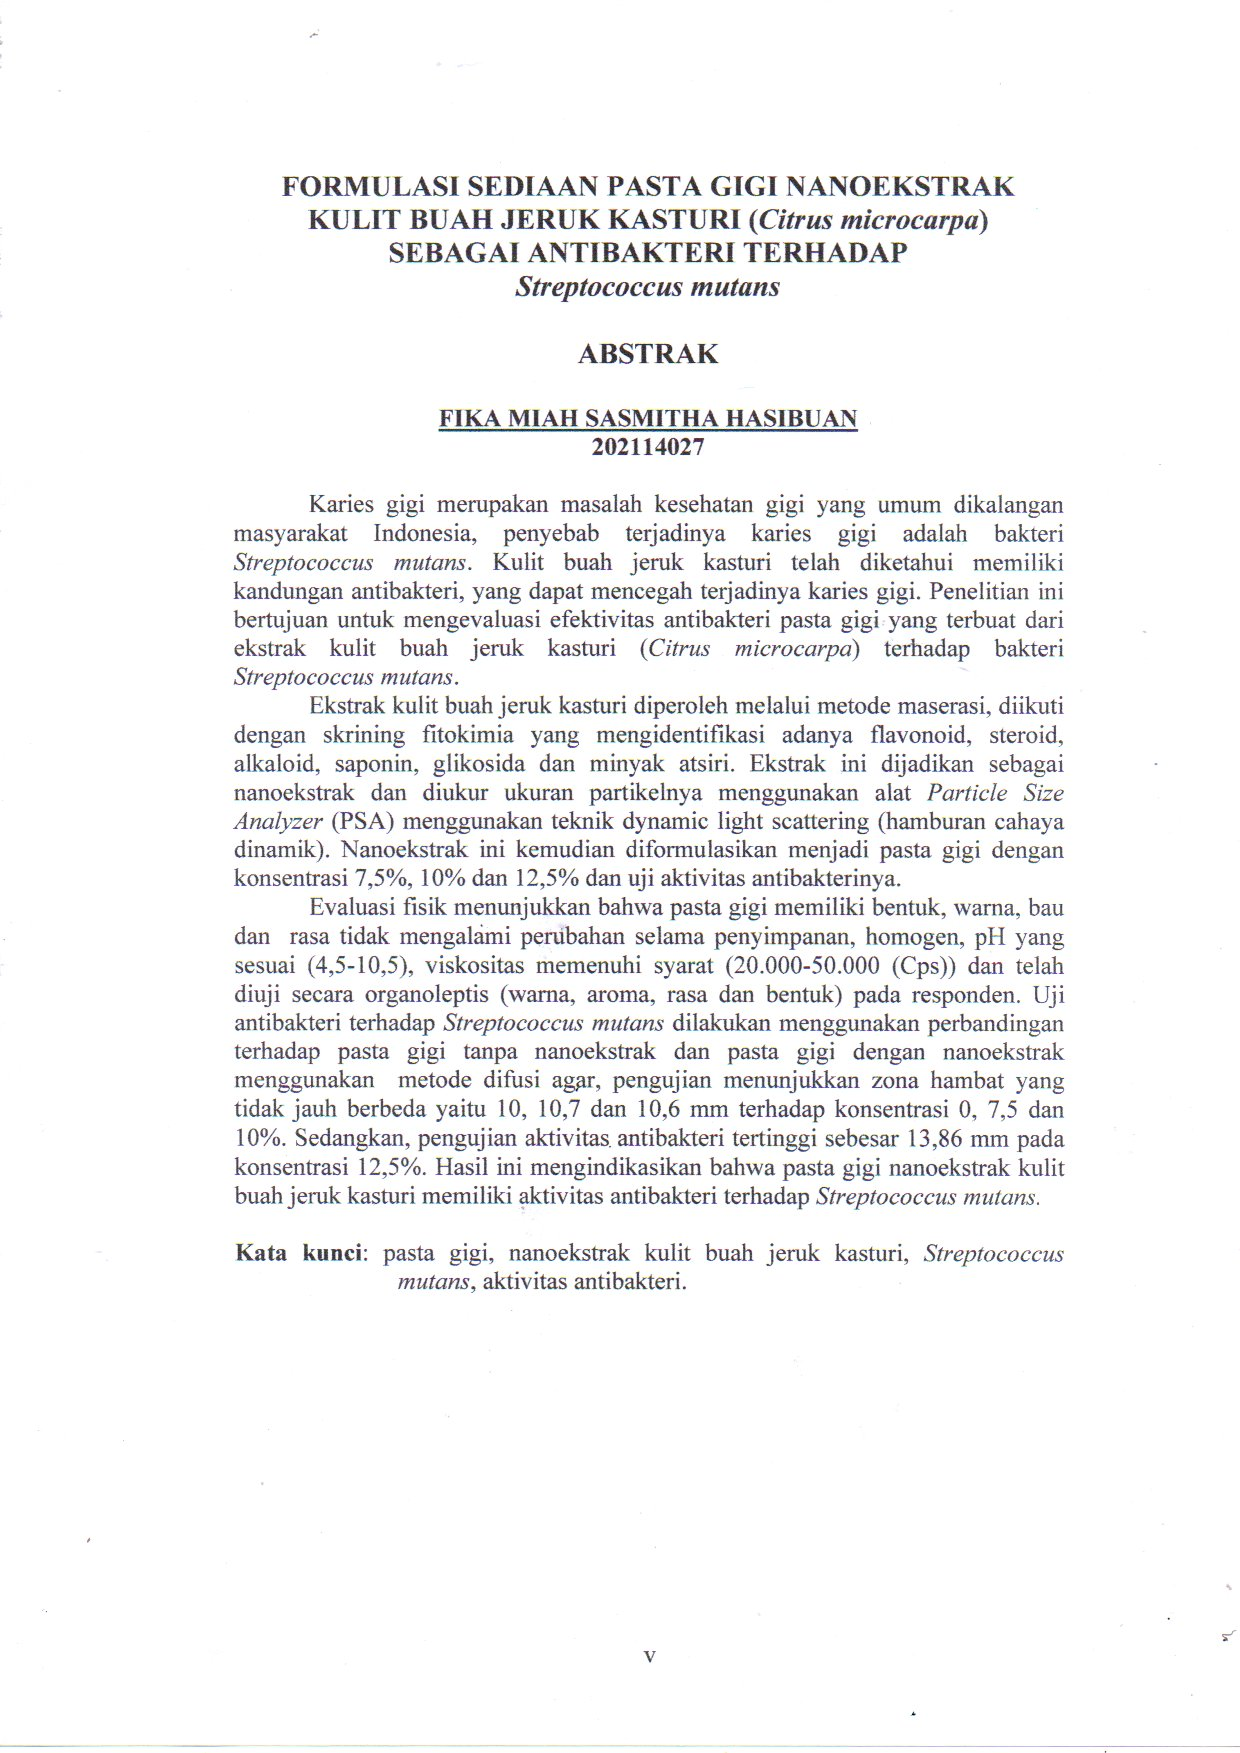 FORMULASI SEDIAAN PASTA GIGI NANOEKSTRAK
KULIT BUAH JERUK KASTURI (Citrus microcarpa)
SEBAGAI ANTIBAKTERI TERHADAP
Streptococcus mutans
ABSTRAK
FIKA MIAH SASMITHA HASIBUAN
202114027
Karies gigi merupakan masalah kesehatan gigi yang umum dikalangan
masyarakat Indonesia, penyebab terjadinya karies gigi adalah bakteri
Streptococcus mutans. Kulit buah jeruk kasturi telah diketahui memiliki
kandungan antibakteri, yang dapat mencegah terjadinya karies gigi. Penelitian ini
bertujuan untuk mengevaluasi efektivitas antibakteri pasta gigi yang terbuat dari
ekstrak kulit buah jeruk kasturi (Citrus microcarpa) terhadap bakteri
Streptococcus mutans.
Ekstrak kulit buah jeruk kasturi diperoleh melalui metode maserasi, diikuti
dengan skrining fitokimia yang mengidentifikasi adanya flavonoid, steroid,
alkaloid, saponin, glikosida dan minyak atsiri. Ekstrak ini dijadikan sebagai
nanoekstrak dan diukur ukuran partikelnya menggunakan alat Particle Size
Analyzer (PSA) menggunakan teknik dynamic light scattering (hamburan cahaya
dinamik). Nanoekstrak ini kemudian diformulasikan menjadi pasta gigi dengan
konsentrasi 7,5%, 10% dan 12,5% dan uji aktivitas antibakterinya.
Evaluasi fisik menunjukkan bahwa pasta gigi memiliki bentuk, warna, bau
dan rasa tidak mengalami perubahan selama penyimpanan, homogen, pH yang
sesuai (4,5-10,5), viskositas memenuhi syarat (20.000-50.000 (Cps)) dan telah
diuji secara organoleptis (warna, aroma, rasa dan bentuk) pada responden. Uji
antibakteri terhadap Streptococcus mutans dilakukan menggunakan perbandingan
terhadap pasta gigi tanpa nanoekstrak dan pasta gigi dengan nanoekstrak
menggunakan metode difusi agar, pengujian menunjukkan zona hambat yang
tidak jauh berbeda yaitu 10, 10,7 dan 10,6 mm terhadap konsentrasi 0, 7,5 dan
10%. Sedangkan, pengujian aktivitas antibakteri tertinggi sebesar 13,86 mm pada
konsentrasi 12,5%. Hasil ini mengindikasikan bahwa pasta gigi nanoekstrak kulit
buah jeruk kasturi memiliki aktivitas antibakteri terhadap Streptococcus mutans.
Kata kunci: pasta gigi, nanoekstrak kulit buah jeruk kasturi, Streptococcus
mutans, aktivitas antibakteri.
v